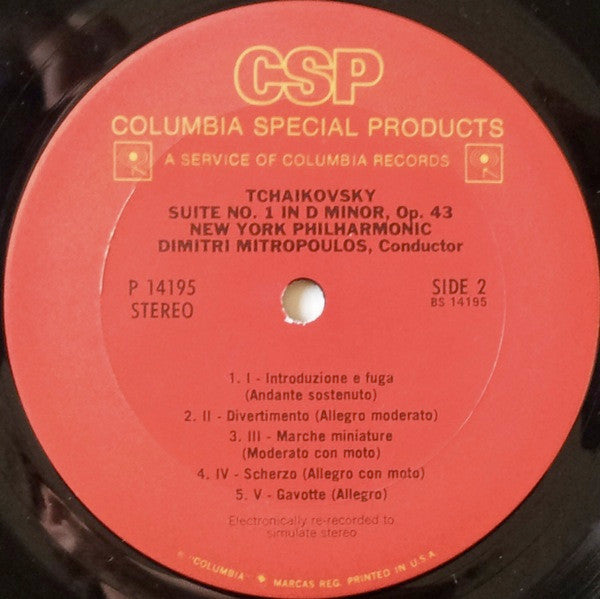 CSP
COLUMBIA SPECIAL PRODUCTS
A SERVICE OF COLUMBIA RECORDS
TCHAIKOVSKY
SUITE NO. 1 IN D MINOR, Op. 43
NEW YORK PHILHARMONIC
DIMITRI MITROPOULOS, Conductor
P 14195
STEREO
SIDE 2
BS 14195
1. I - Introduzione e fuga
(Andante sostenuto)
2. II - Divertimento (Allegro moderato)
3. III - Marche miniature
(Moderato con moto)
4. IV - Scherzo (Allegro con moto)
5. V - Gavotte (Allegro)
Electronically re-recorded to
simulate stereo
"COLUMBIA" MARCAS REG. PRINTED IN U.S.A.